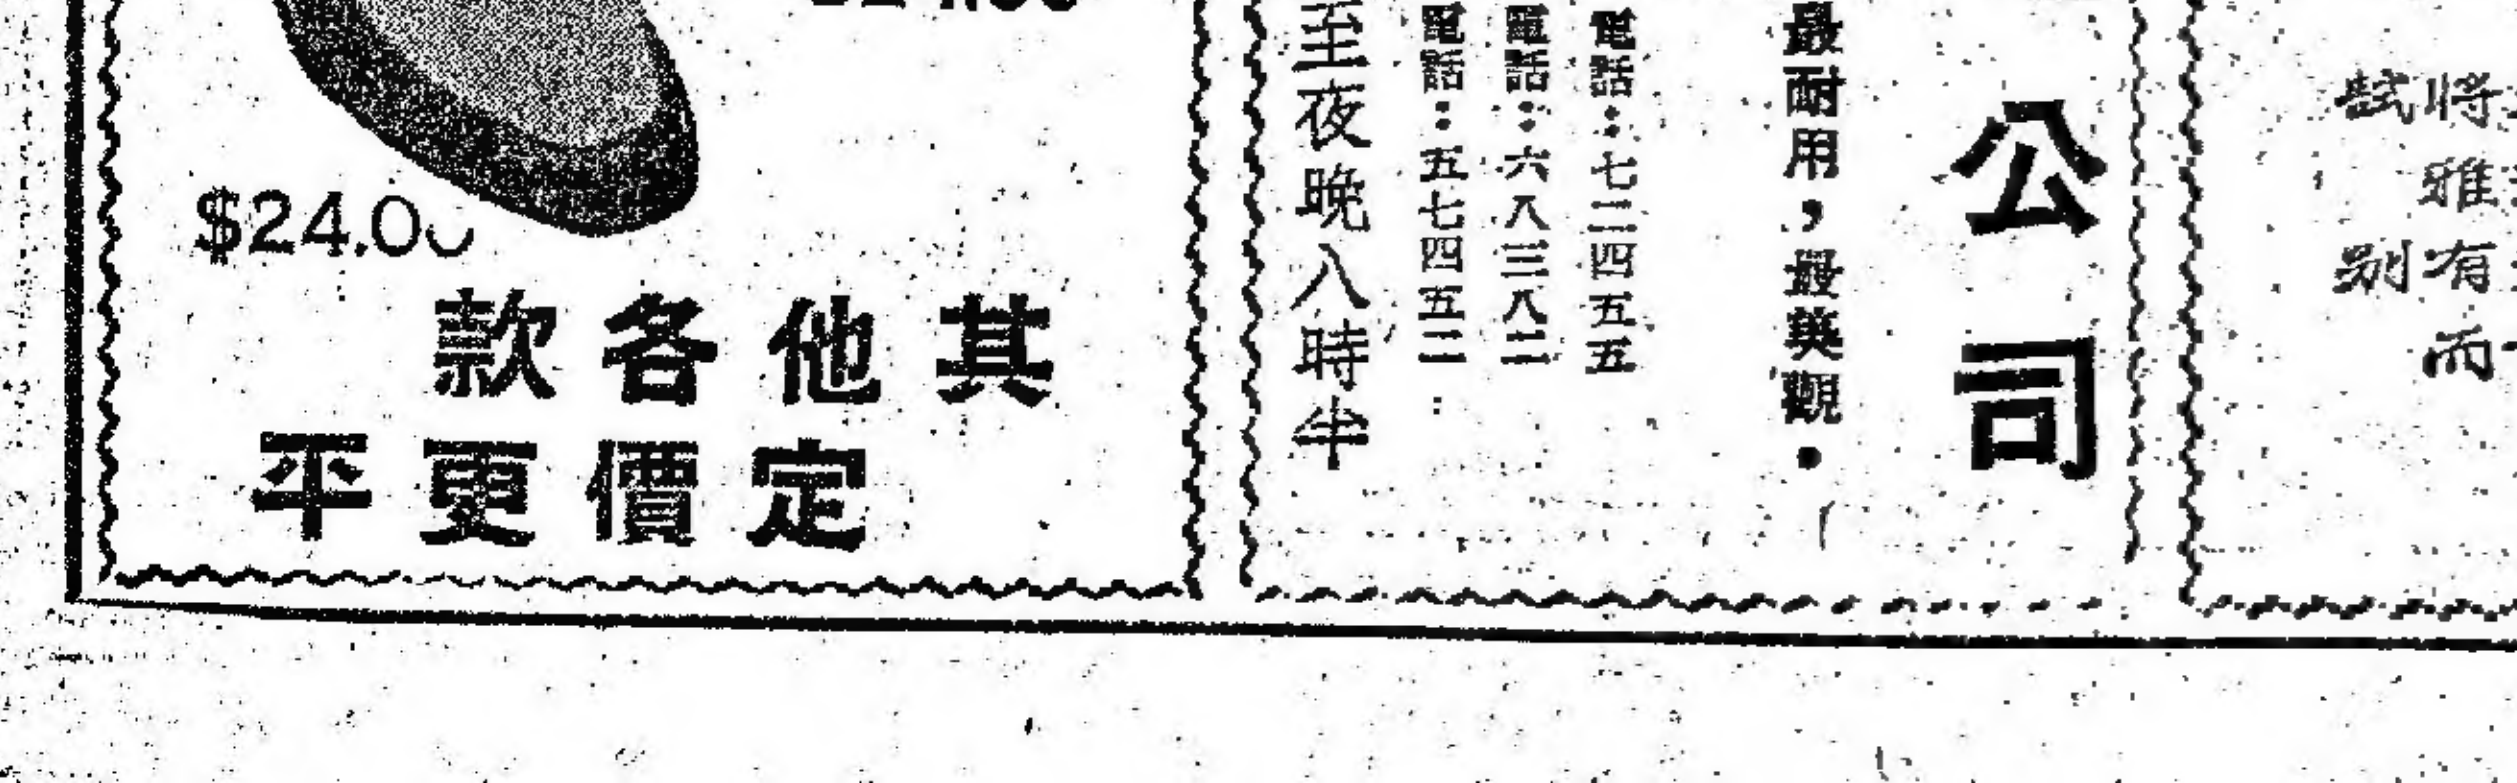 將雅有而
試别
公司
最耐用，最美觀．
電話：七二四五五
電話：六八三八二
電話：五七四五二
至夜晚八時半
$24.00
其他各款
定價更平